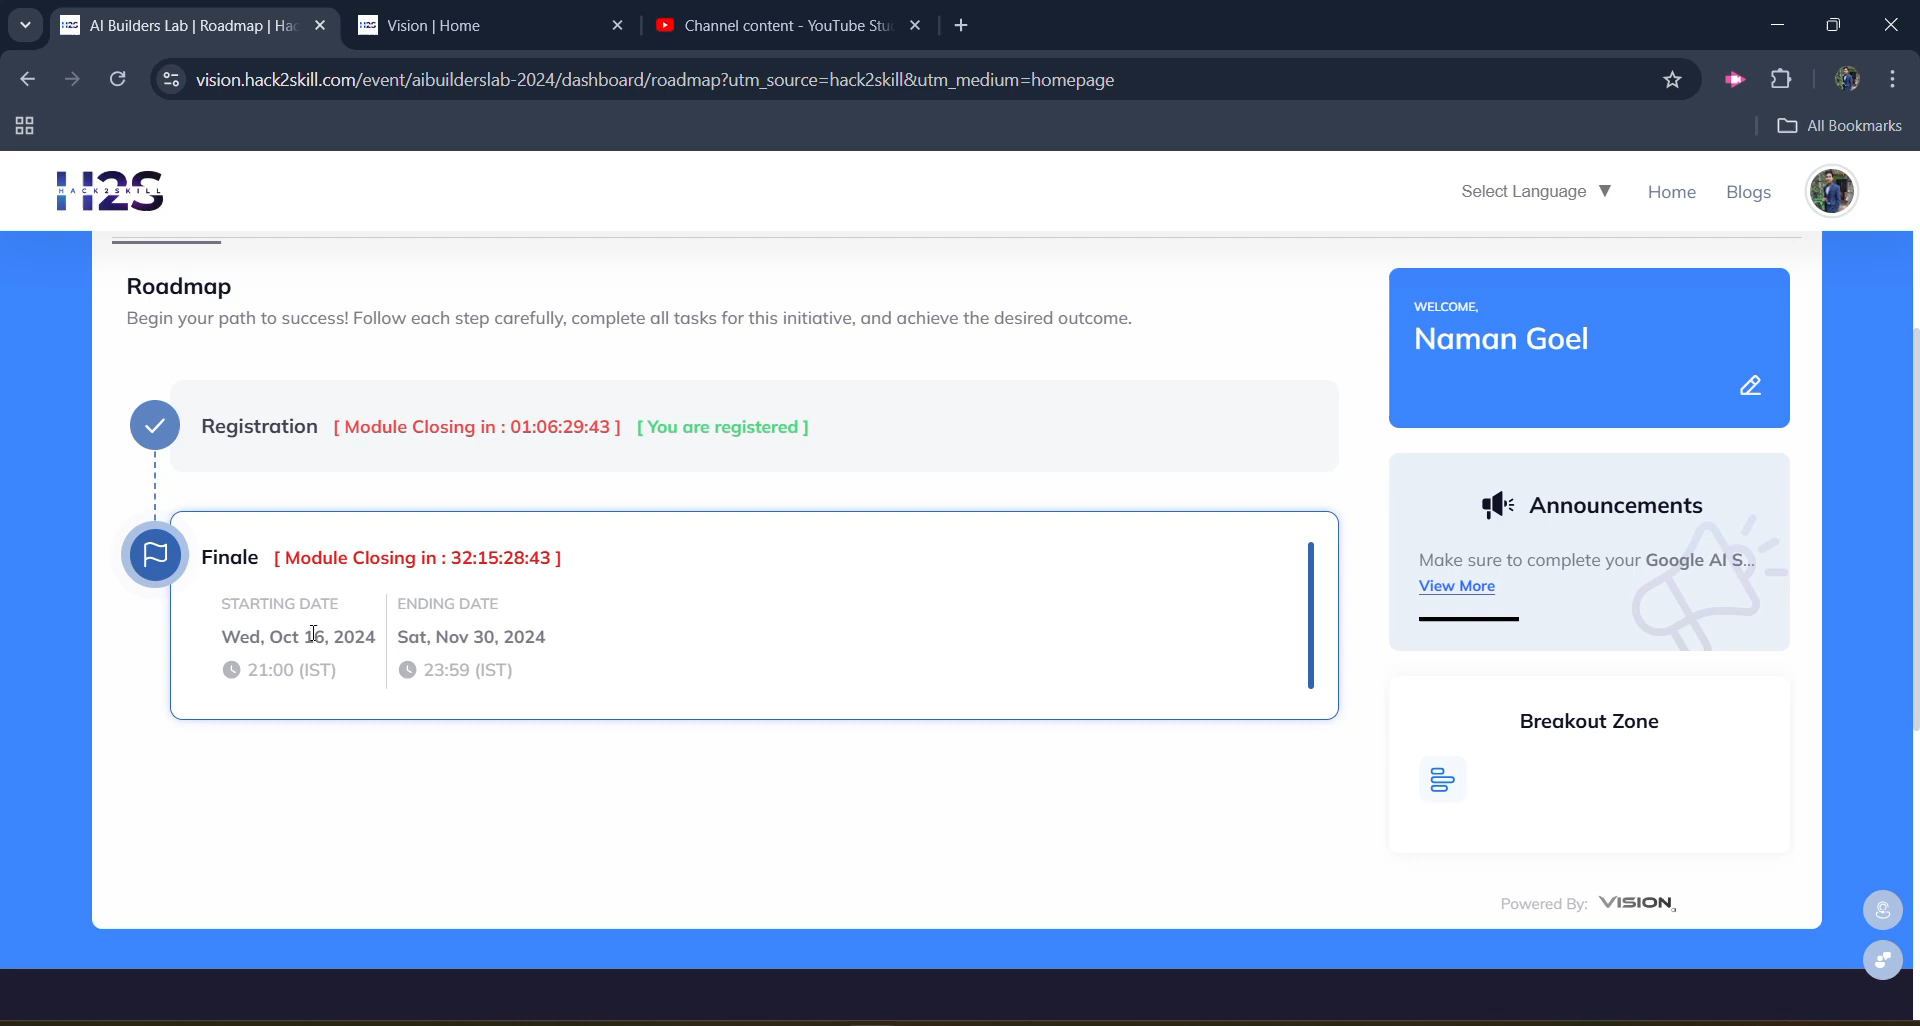 AI Builders Lab | Roadmap | Hac
Vision | Home
Channel content - YouTube Stu
vision.hack2skill.com/event/aibuilderslab-2024/dashboard/roadmap?utm_source=hack2skill&utm_medium=homepage
All Bookmarks
H2S
HACK2SKILL
Select Language ▼
Home
Blogs
Roadmap
Begin your path to success! Follow each step carefully, complete all tasks for this initiative, and achieve the desired outcome.
Registration [ Module Closing in : 01:06:29:43 ] [ You are registered ]
Finale [ Module Closing in : 32:15:28:43 ]
STARTING DATE
Wed, Oct 16, 2024
21:00 (IST)
ENDING DATE
Sat, Nov 30, 2024
23:59 (IST)
WELCOME,
Naman Goel
Announcements
Make sure to complete your Google AI S...
View More
Breakout Zone
Powered By: VISION